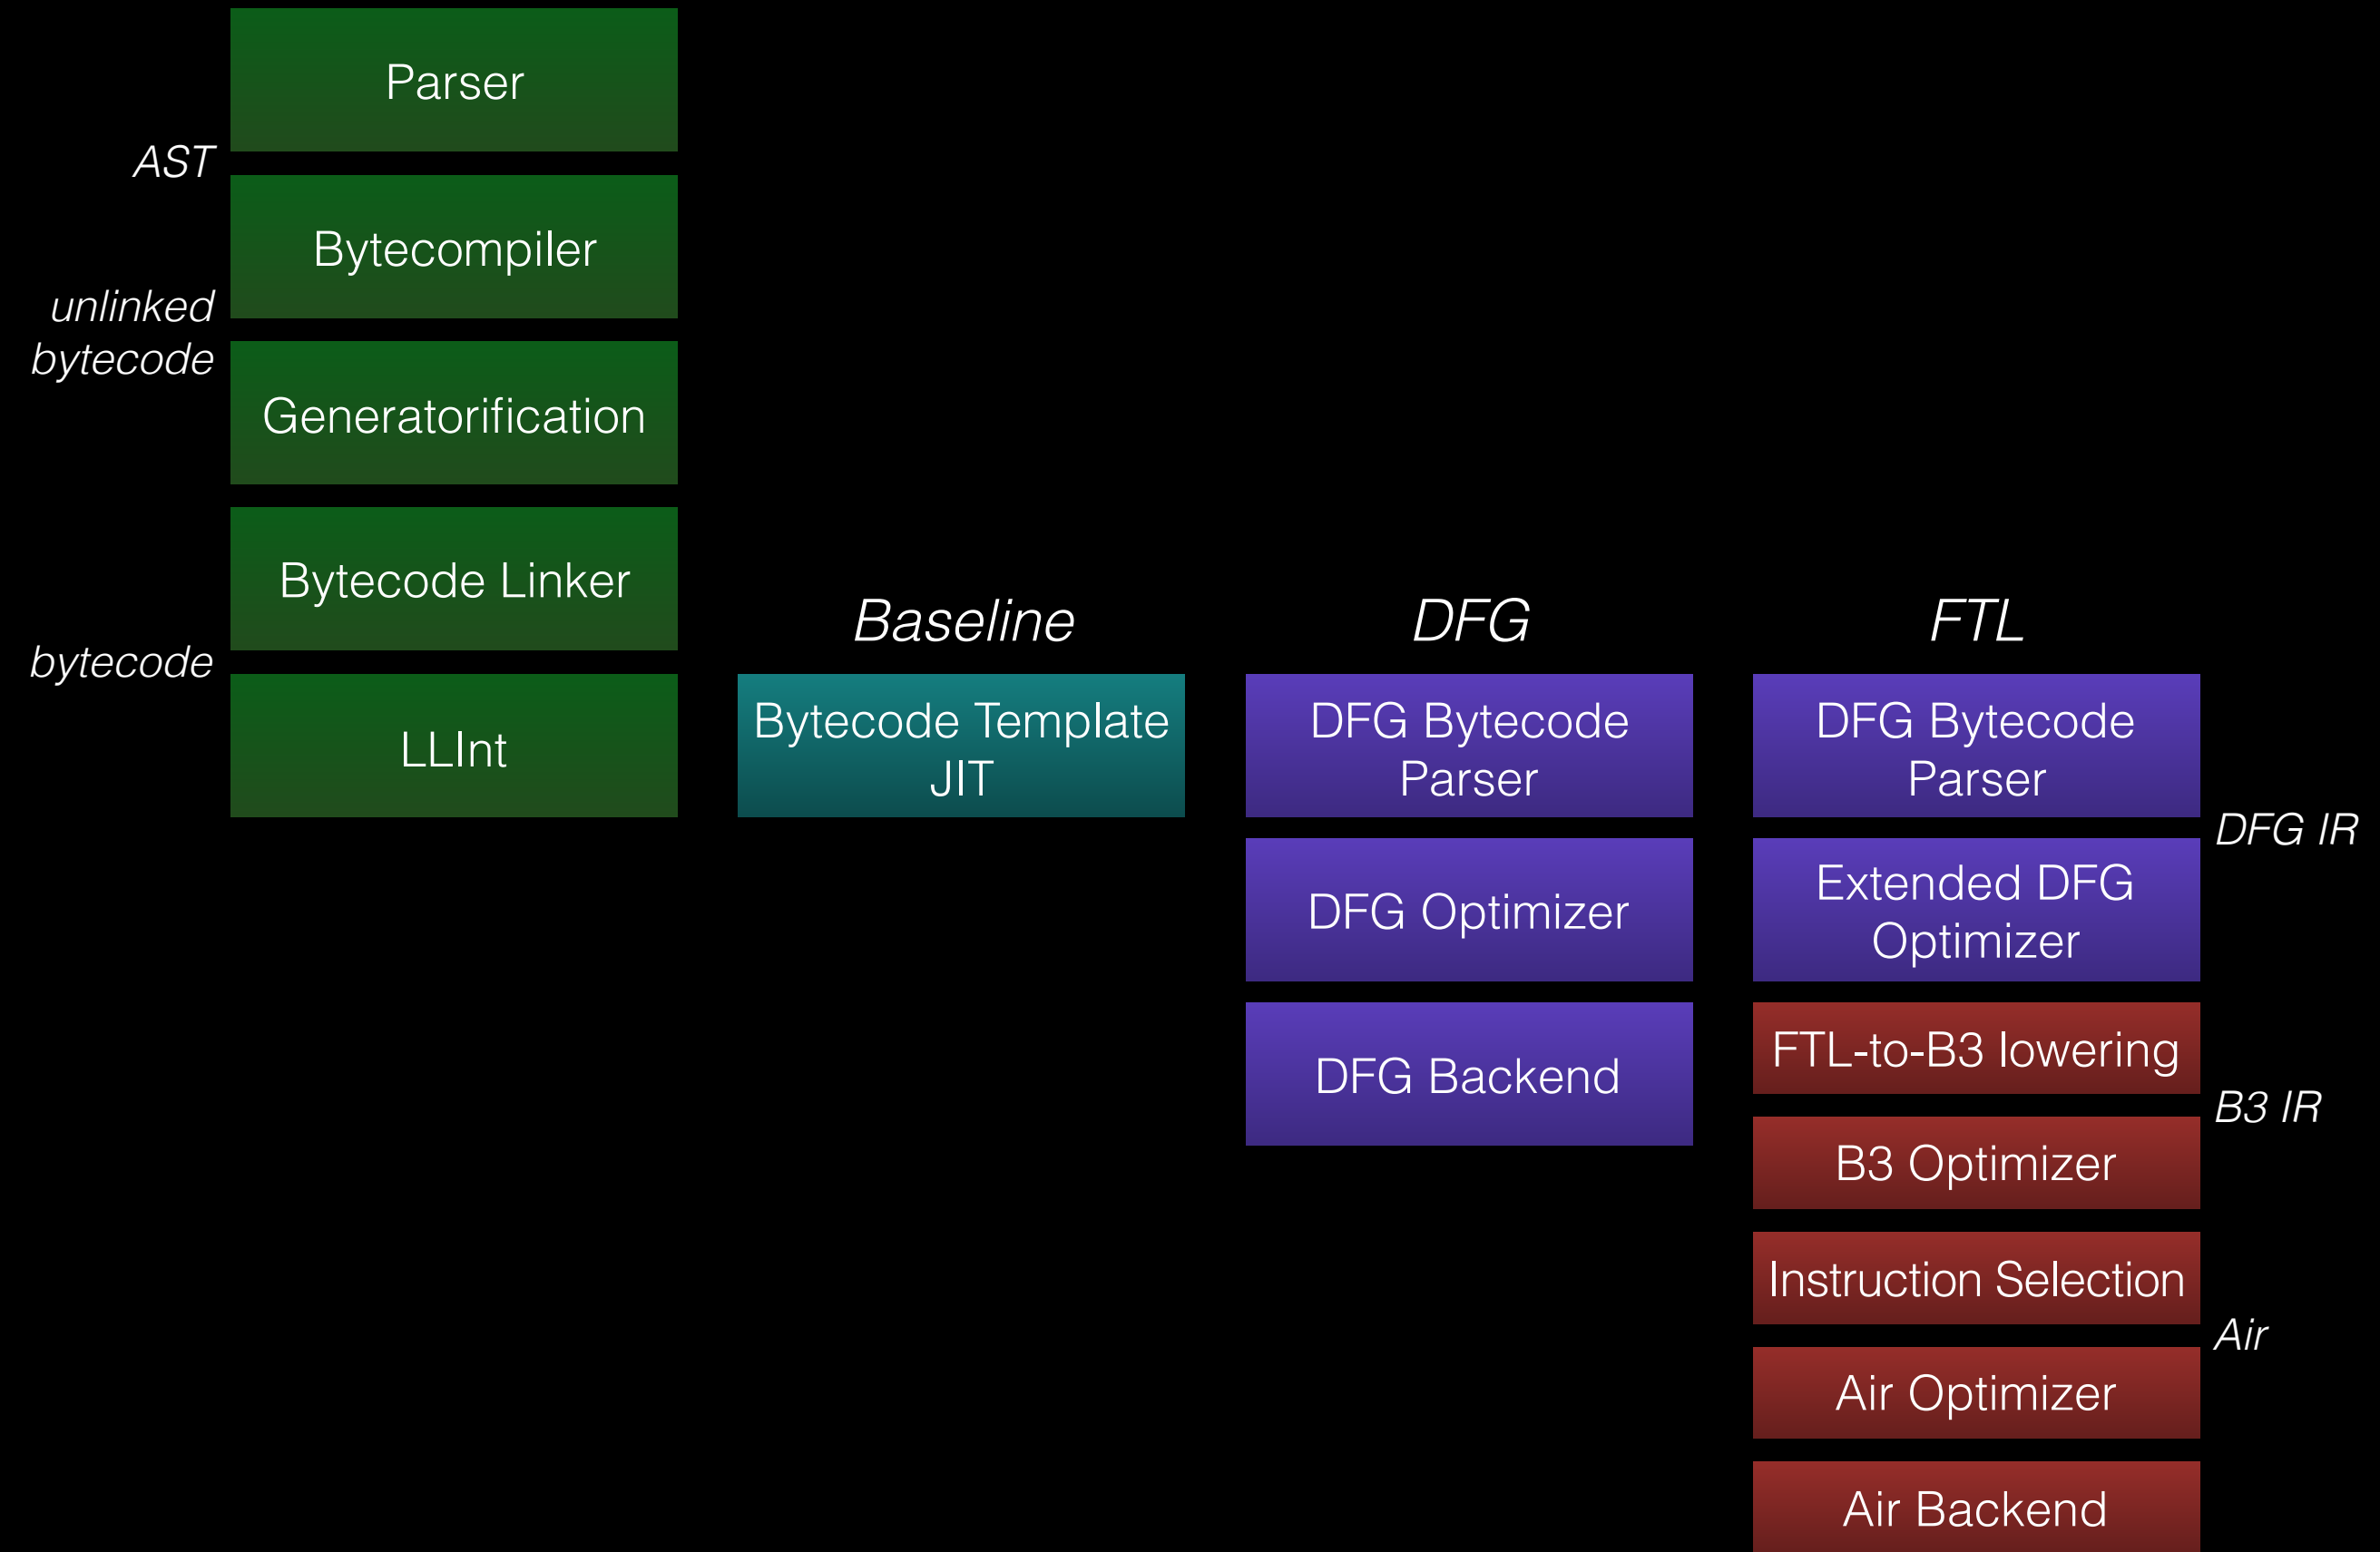 Parser
AST
Bytecompiler
unlinked
bytecode
Generatorification
Bytecode Linker
bytecode
LLInt
Baseline
Bytecode Template
JIT
DFG
DFG Bytecode
Parser
DFG Optimizer
DFG Backend
FTL
DFG Bytecode
Parser
DFG IR
Extended DFG
Optimizer
FTL-to-B3 lowering
B3 IR
B3 Optimizer
Instruction Selection
Air
Air Optimizer
Air Backend